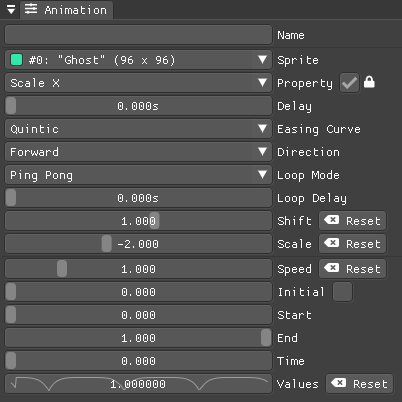 Animation
Name
#0: "Ghost" (96 x 96) Sprite
Scale X Property
0.000s Delay
Quintic Easing Curve
Forward Direction
Ping Pong Loop Mode
0.000s Loop Delay
1.000 Shift Reset
-2.000 Scale Reset
1.000 Speed Reset
0.000 Initial
0.000 Start
1.000 End
0.000 Time
1.000000 Values Reset